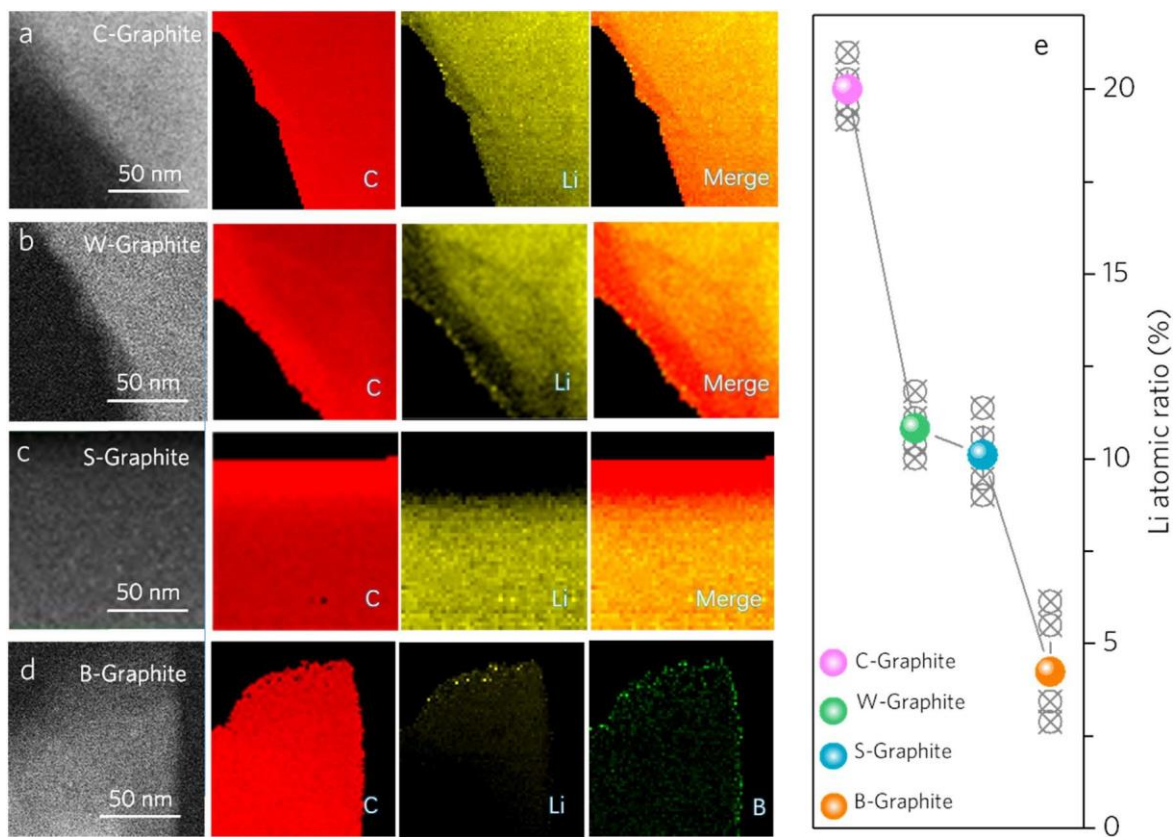 a C-Graphite
50 nm
C
Li
Merge
b W-Graphite
50 nm
C
Li
Merge
c S-Graphite
50 nm
C
Li
Merge
d B-Graphite
50 nm
C
Li
B
e
20
15
10
5
0
Li atomic ratio (%)
C-Graphite
W-Graphite
S-Graphite
B-Graphite